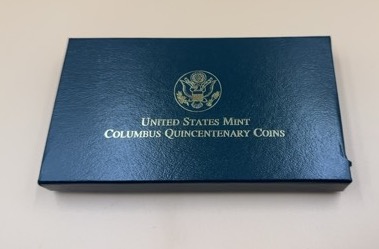 United States Mint
Columbus Quincentenary Coins